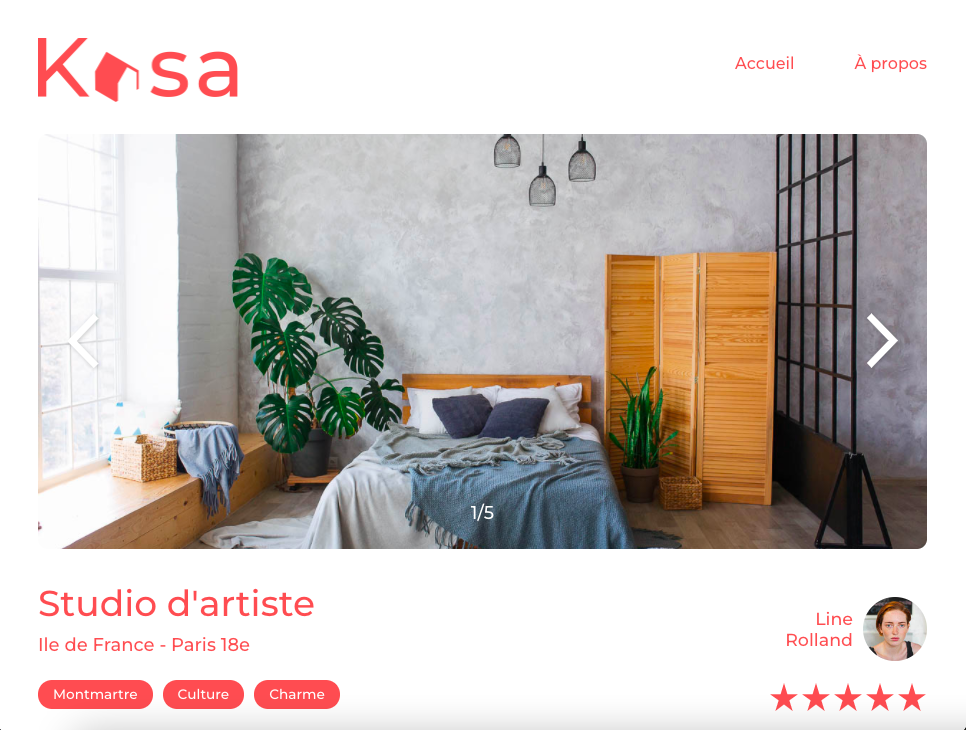 Kasa
Accueil
À propos
1/5
Studio d'artiste
Ile de France - Paris 18e
Montmartre
Culture
Charme
Line
Rolland